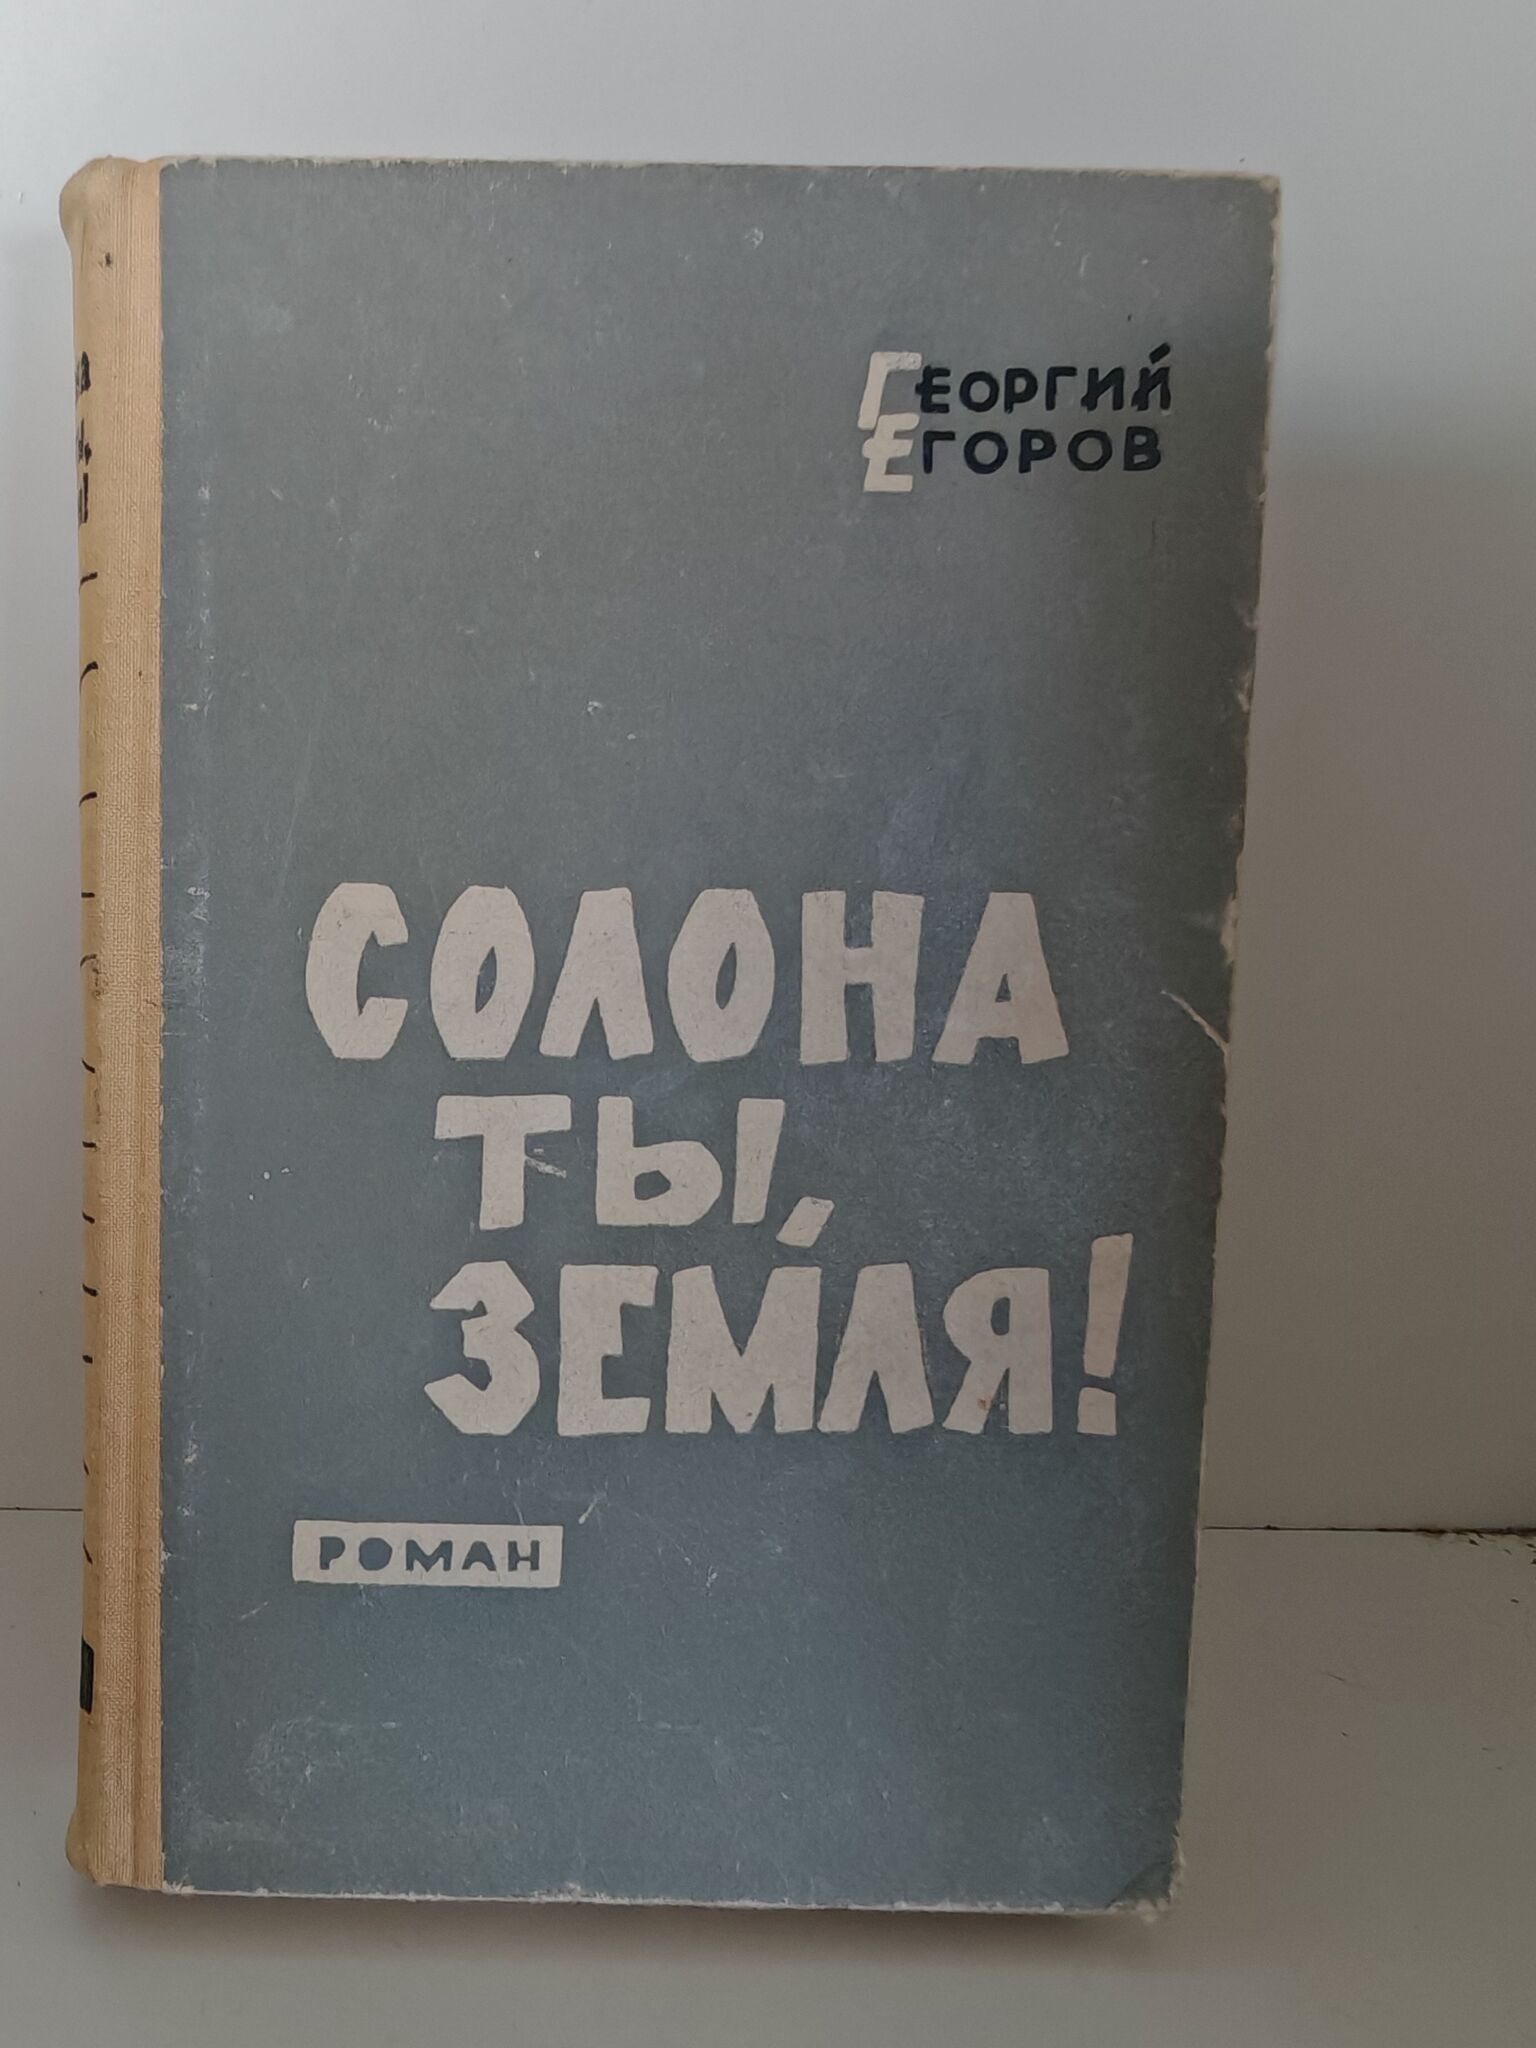 ГЕОРГИЙ
ЕГОРОВ
СОЛОНА
ТЫ,
ЗЕМЛЯ!
РОМАН